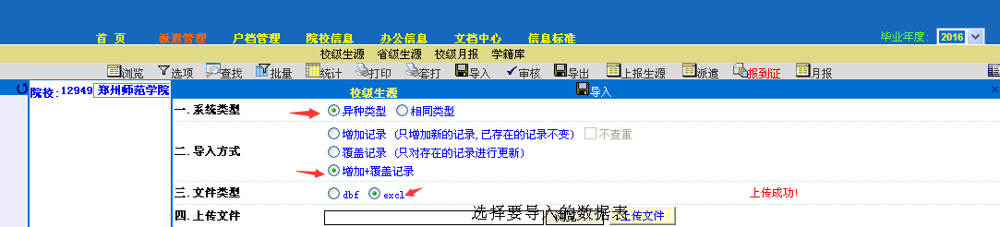 首 页 派遣管理 户档管理 院校信息 办公信息 文档中心 信息标准 毕业年度: 2016
校级生源 省级生源 校级月报 学籍库
浏览 选项 查找 批量 统计 打印 套打 导入 审核 导出 上报生源 派遣 报到证 月报
院校:12949 郑州师范学院 校级生源 导入
一.系统类型 异种类型 相同类型
增加记录 (只增加新的记录,已存在的记录不变) 不查重
二.导入方式 覆盖记录 (只对存在的记录进行更新)
增加+覆盖记录
三.文件类型 dbf excl 上传成功!
四.上传文件 选择要导入的数据表 上传文件